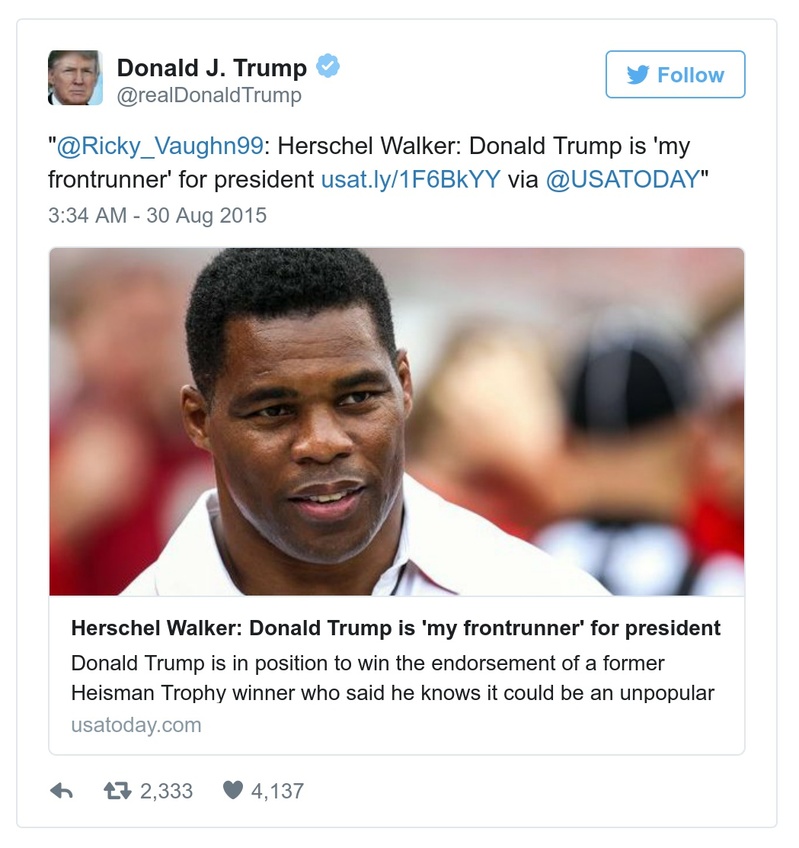 Donald J. Trump
@realDonaldTrump
Follow
"@Ricky_Vaughn99: Herschel Walker: Donald Trump is 'my
frontrunner' for president usat.ly/1F6BkYY via @USATODAY"
3:34 AM - 30 Aug 2015
Herschel Walker: Donald Trump is 'my frontrunner' for president
Donald Trump is in position to win the endorsement of a former
Heisman Trophy winner who said he knows it could be an unpopular
usatoday.com
2,333 4,137